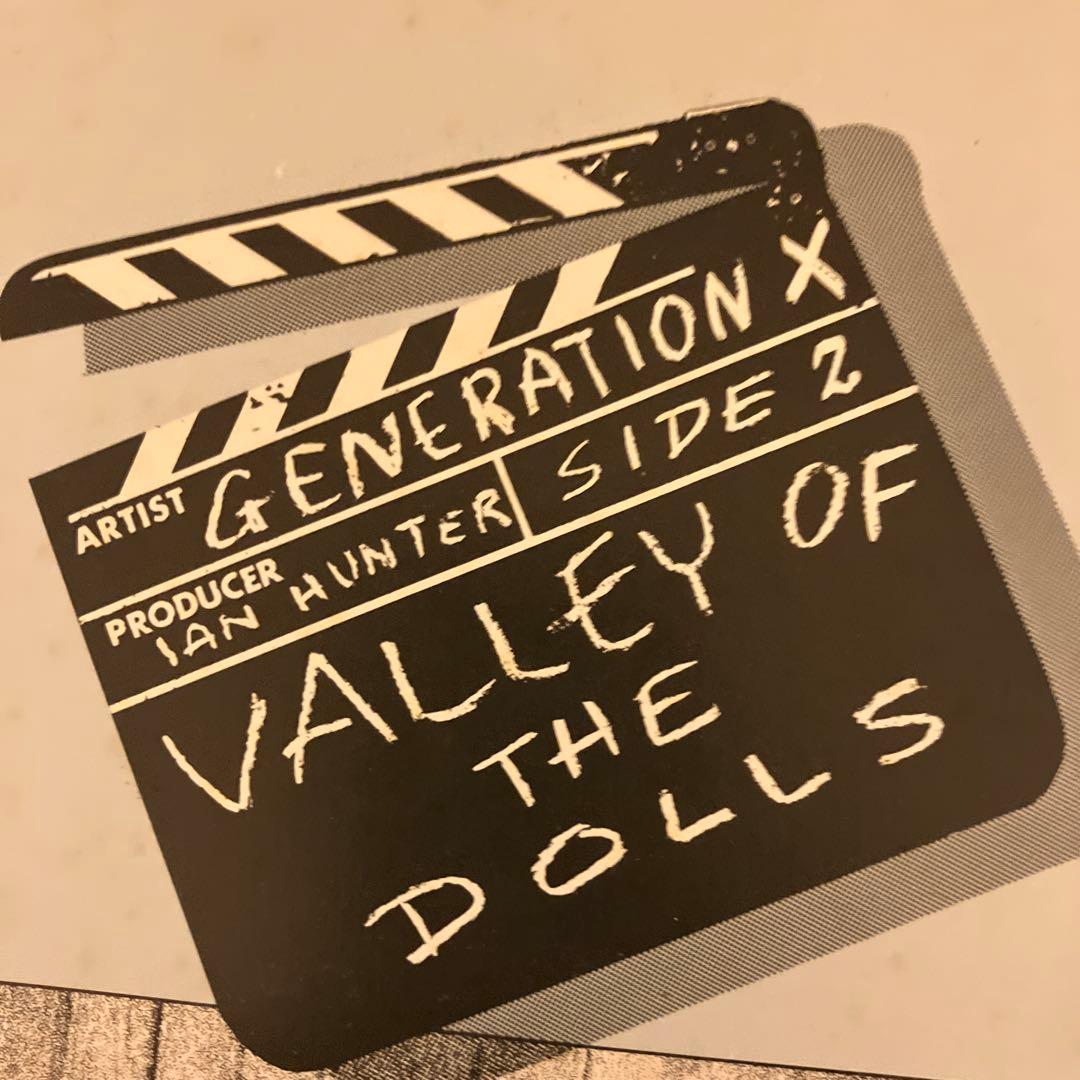 ARTIST GENERATION X
PRODUCER IAN HUNTER SIDE 2
VALLEY OF
THE
DOLLS